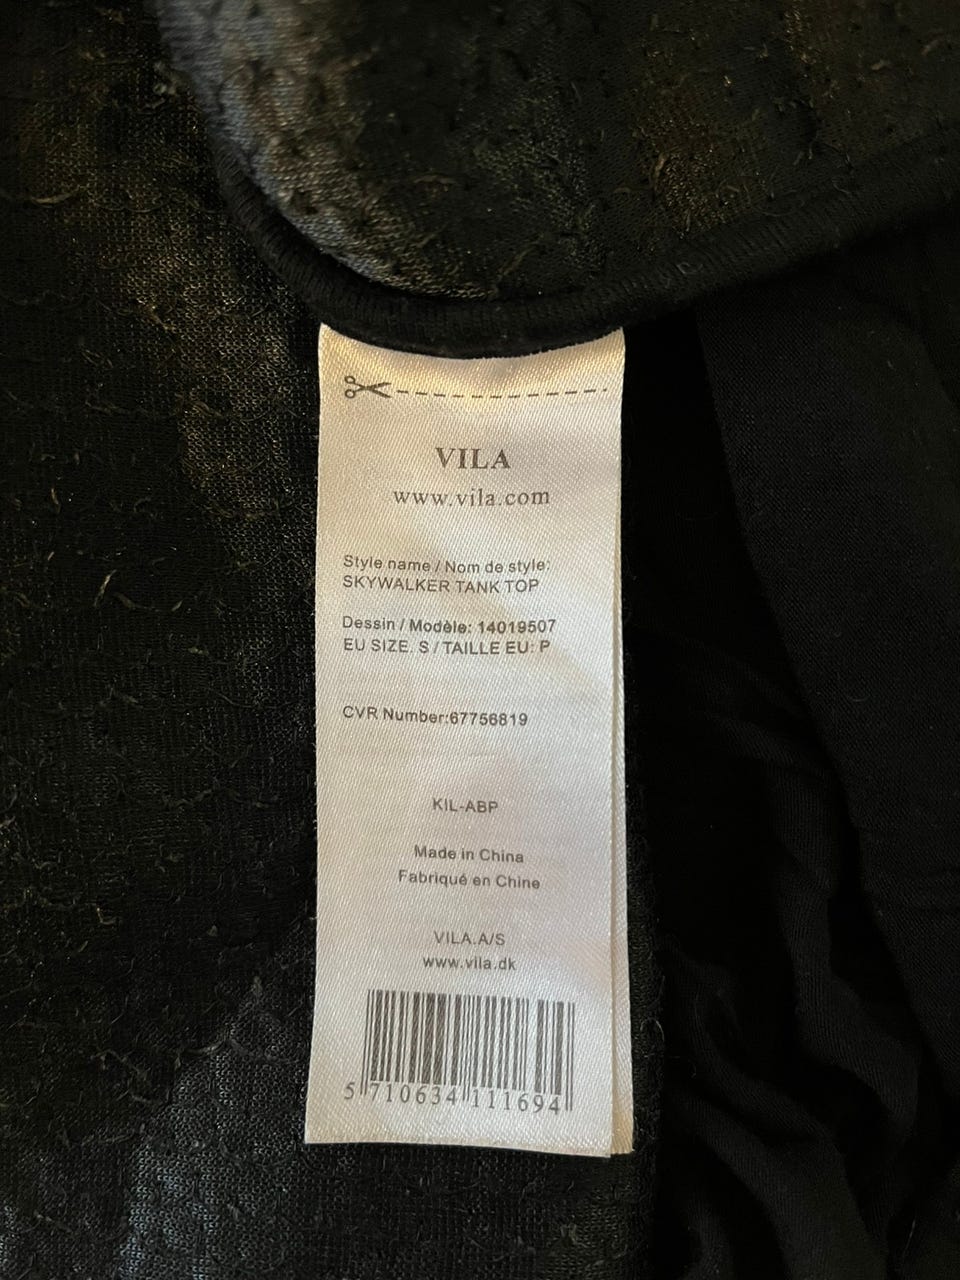 VILA
www.vila.com
Style name / Nom de style:
SKYWALKER TANK TOP
Dessin / Modèle: 14019507
EU SIZE. S / TAILLE EU: P
CVR Number:67756819
KIL-ABP
Made in China
Fabriqué en Chine
VILA.A/S
www.vila.dk
5 710634 111694